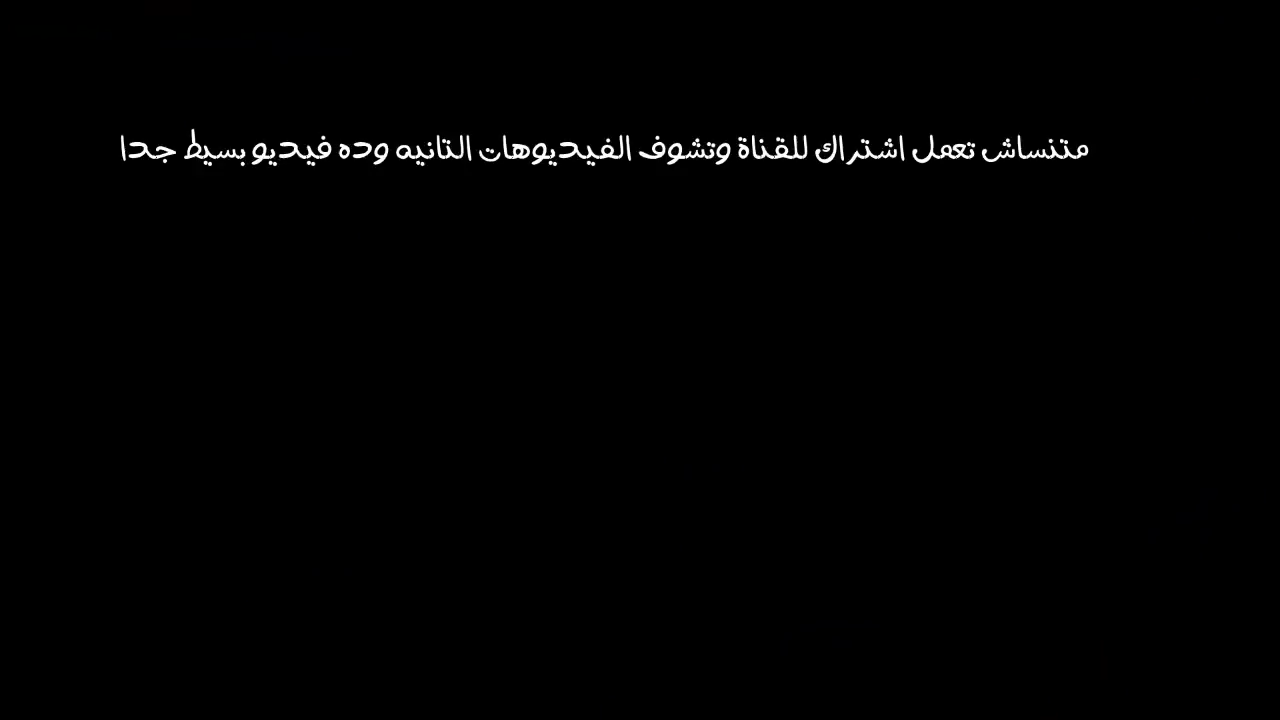 متنساش تعمل اشتراك للقناة وتشوف الفيديوهات التانيه وده فيديو بسيط جدا